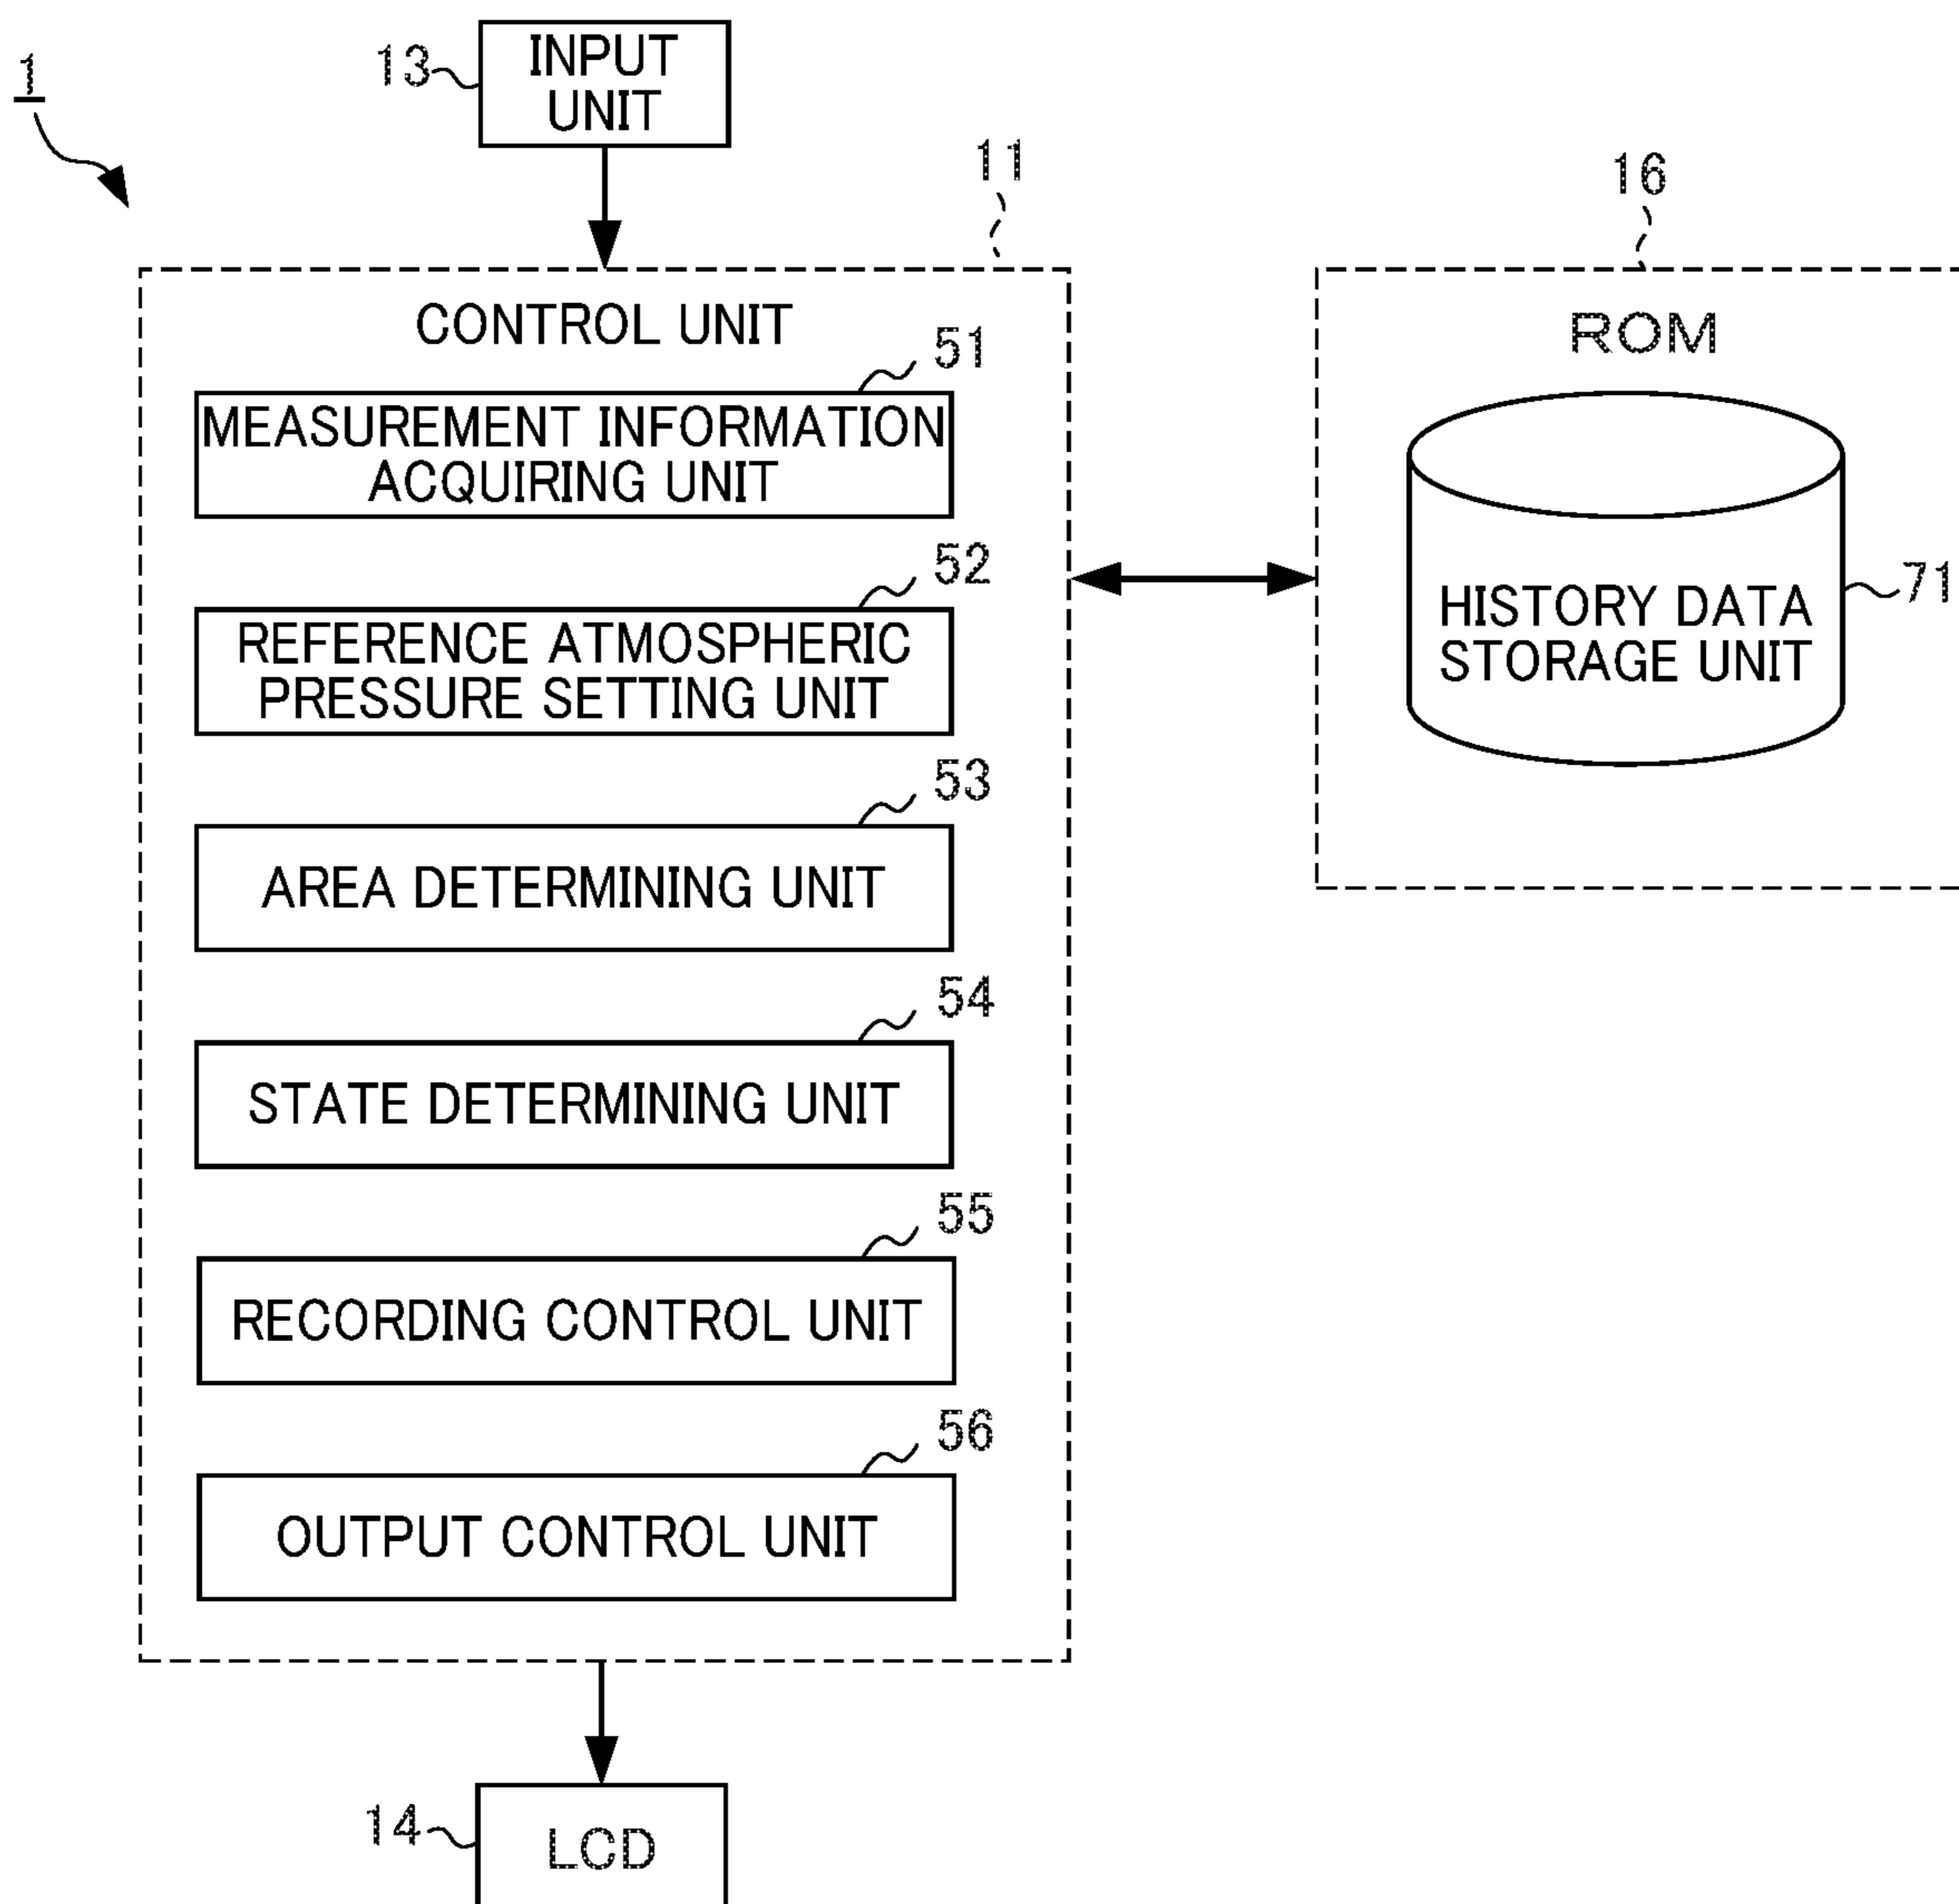 1
13
INPUT
UNIT
11
16
CONTROL UNIT
51
MEASUREMENT INFORMATION
ACQUIRING UNIT
52
REFERENCE ATMOSPHERIC
PRESSURE SETTING UNIT
53
AREA DETERMINING UNIT
54
STATE DETERMINING UNIT
55
RECORDING CONTROL UNIT
56
OUTPUT CONTROL UNIT
ROM
HISTORY DATA
STORAGE UNIT
71
14
LCD